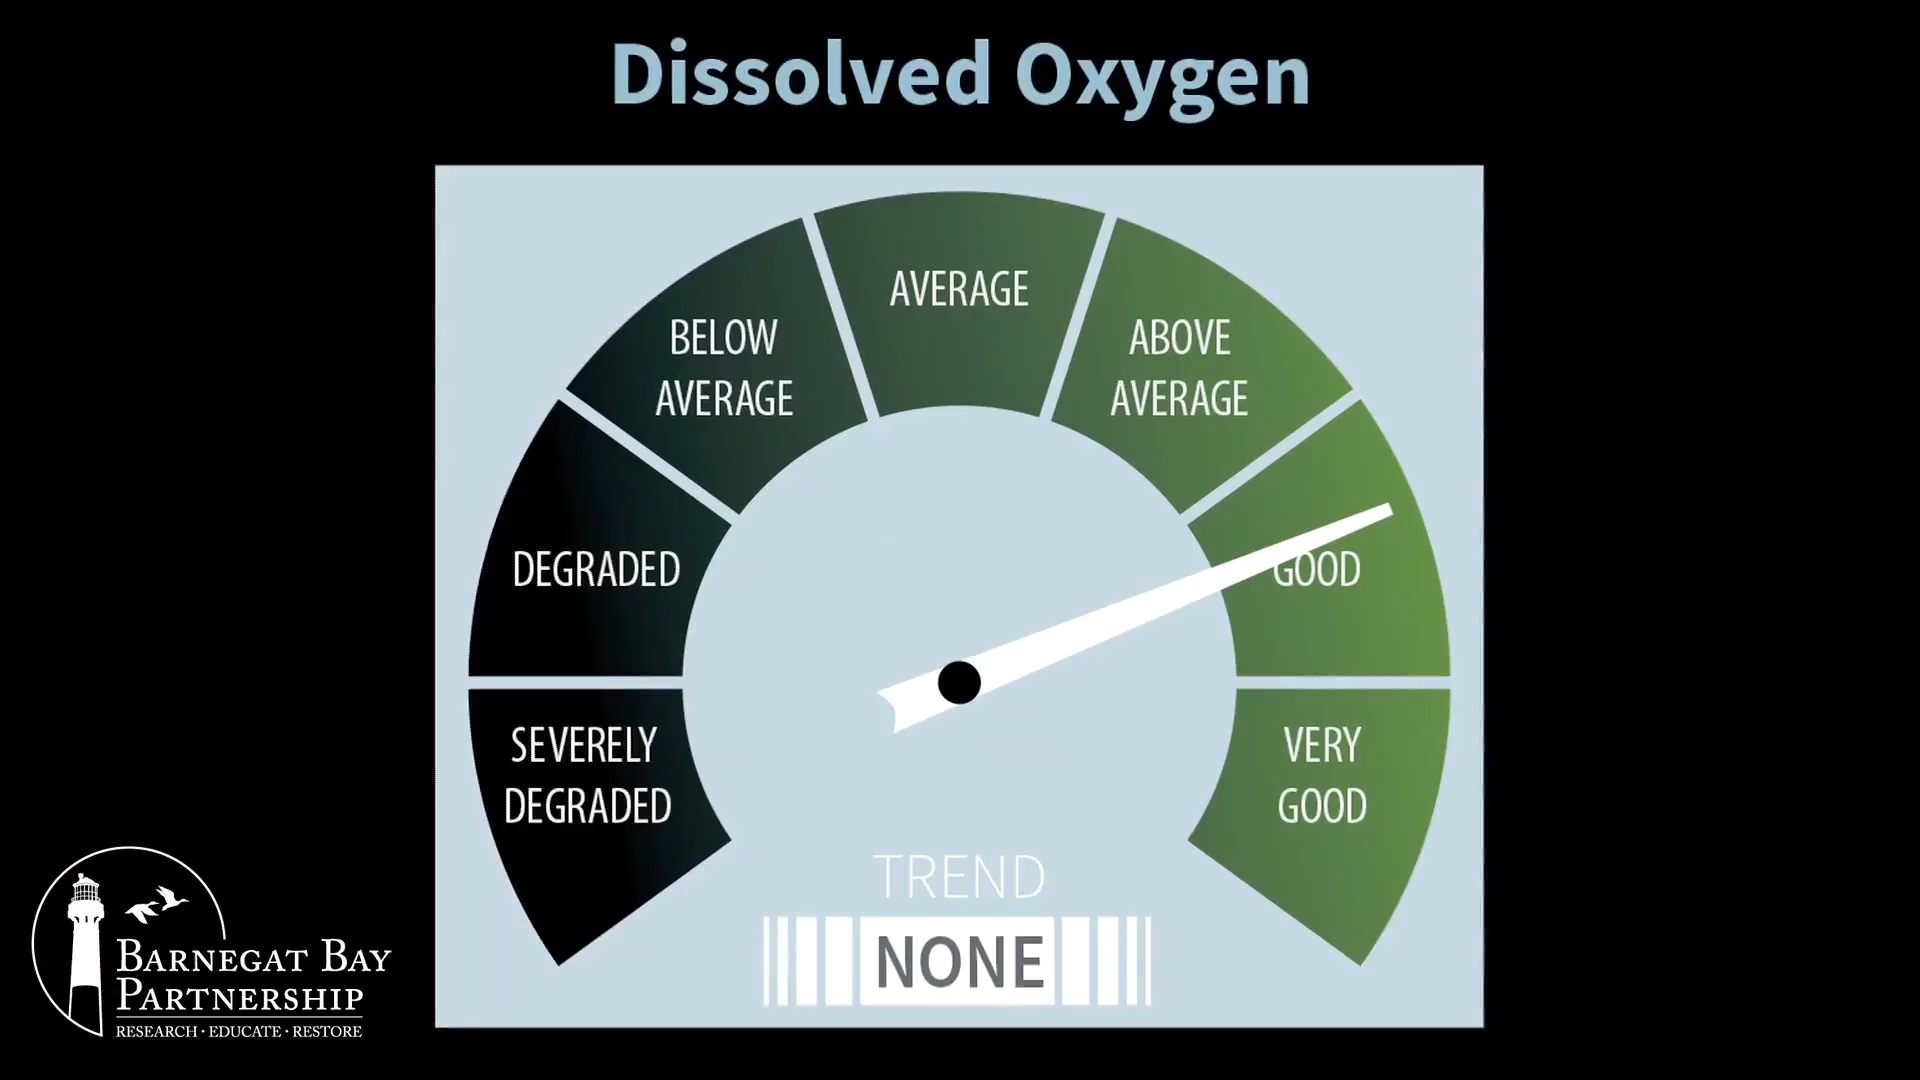 Dissolved Oxygen
AVERAGE
BELOW
AVERAGE
ABOVE
AVERAGE
DEGRADED
GOOD
SEVERELY
DEGRADED
VERY
GOOD
TREND
NONE
BARNEGAT BAY
PARTNERSHIP
RESEARCH · EDUCATE · RESTORE